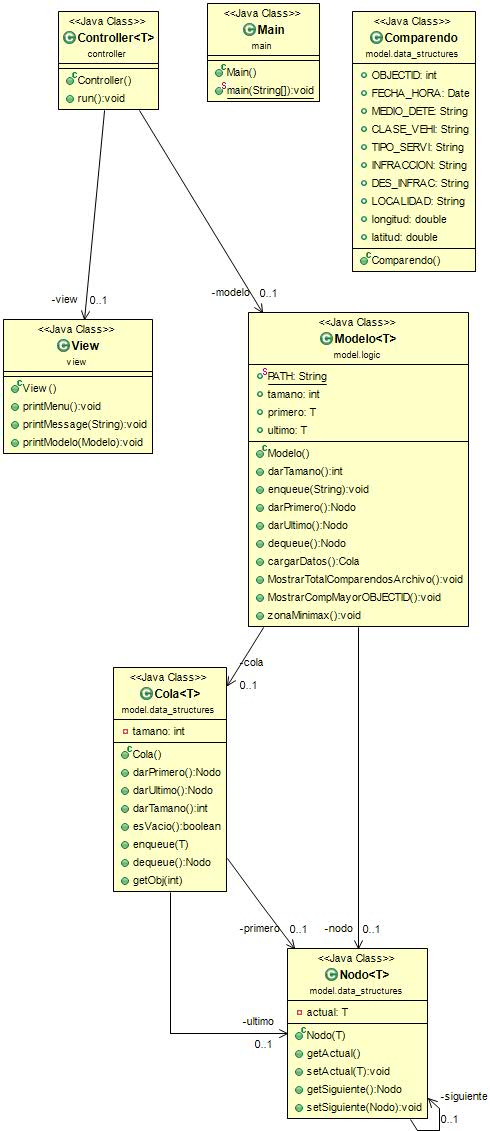 <<Java Class>>
Controller<T>
controller
Controller()
run():void
<<Java Class>>
Main
main
Main()
main(String[]):void
<<Java Class>>
Comparendo
model.data_structures
OBJECTID: int
FECHA_HORA: Date
MEDIO_DETE: String
CLASE_VEHI: String
TIPO_SERVI: String
INFRACCION: String
DES_INFRAC: String
LOCALIDAD: String
longitud: double
latitud: double
Comparendo()
-view 0..1
-modelo 0..1
<<Java Class>>
View
view
View()
printMenu():void
printMessage(String):void
printModelo(Modelo):void
<<Java Class>>
Modelo<T>
model.logic
PATH: String
tamano: int
primero: T
ultimo: T
Modelo()
darTamano():int
enqueue(String):void
darPrimero():Nodo
darUltimo():Nodo
dequeue():Nodo
cargarDatos():Cola
MostrarTotalComparendosArchivo():void
MostrarCompMayorOBJECTID():void
zonaMinimax():void
-cola
0..1
<<Java Class>>
Cola<T>
model.data_structures
tamano: int
Cola()
darPrimero():Nodo
darUltimo():Nodo
darTamano():int
esVacio():boolean
enqueue(T)
dequeue():Nodo
getObj(int)
-primero 0..1
-nodo 0..1
-ultimo
0..1
<<Java Class>>
Nodo<T>
model.data_structures
actual: T
Nodo(T)
getActual()
setActual(T):void
getSiguiente():Nodo
setSiguiente(Nodo):void
-siguiente
0..1